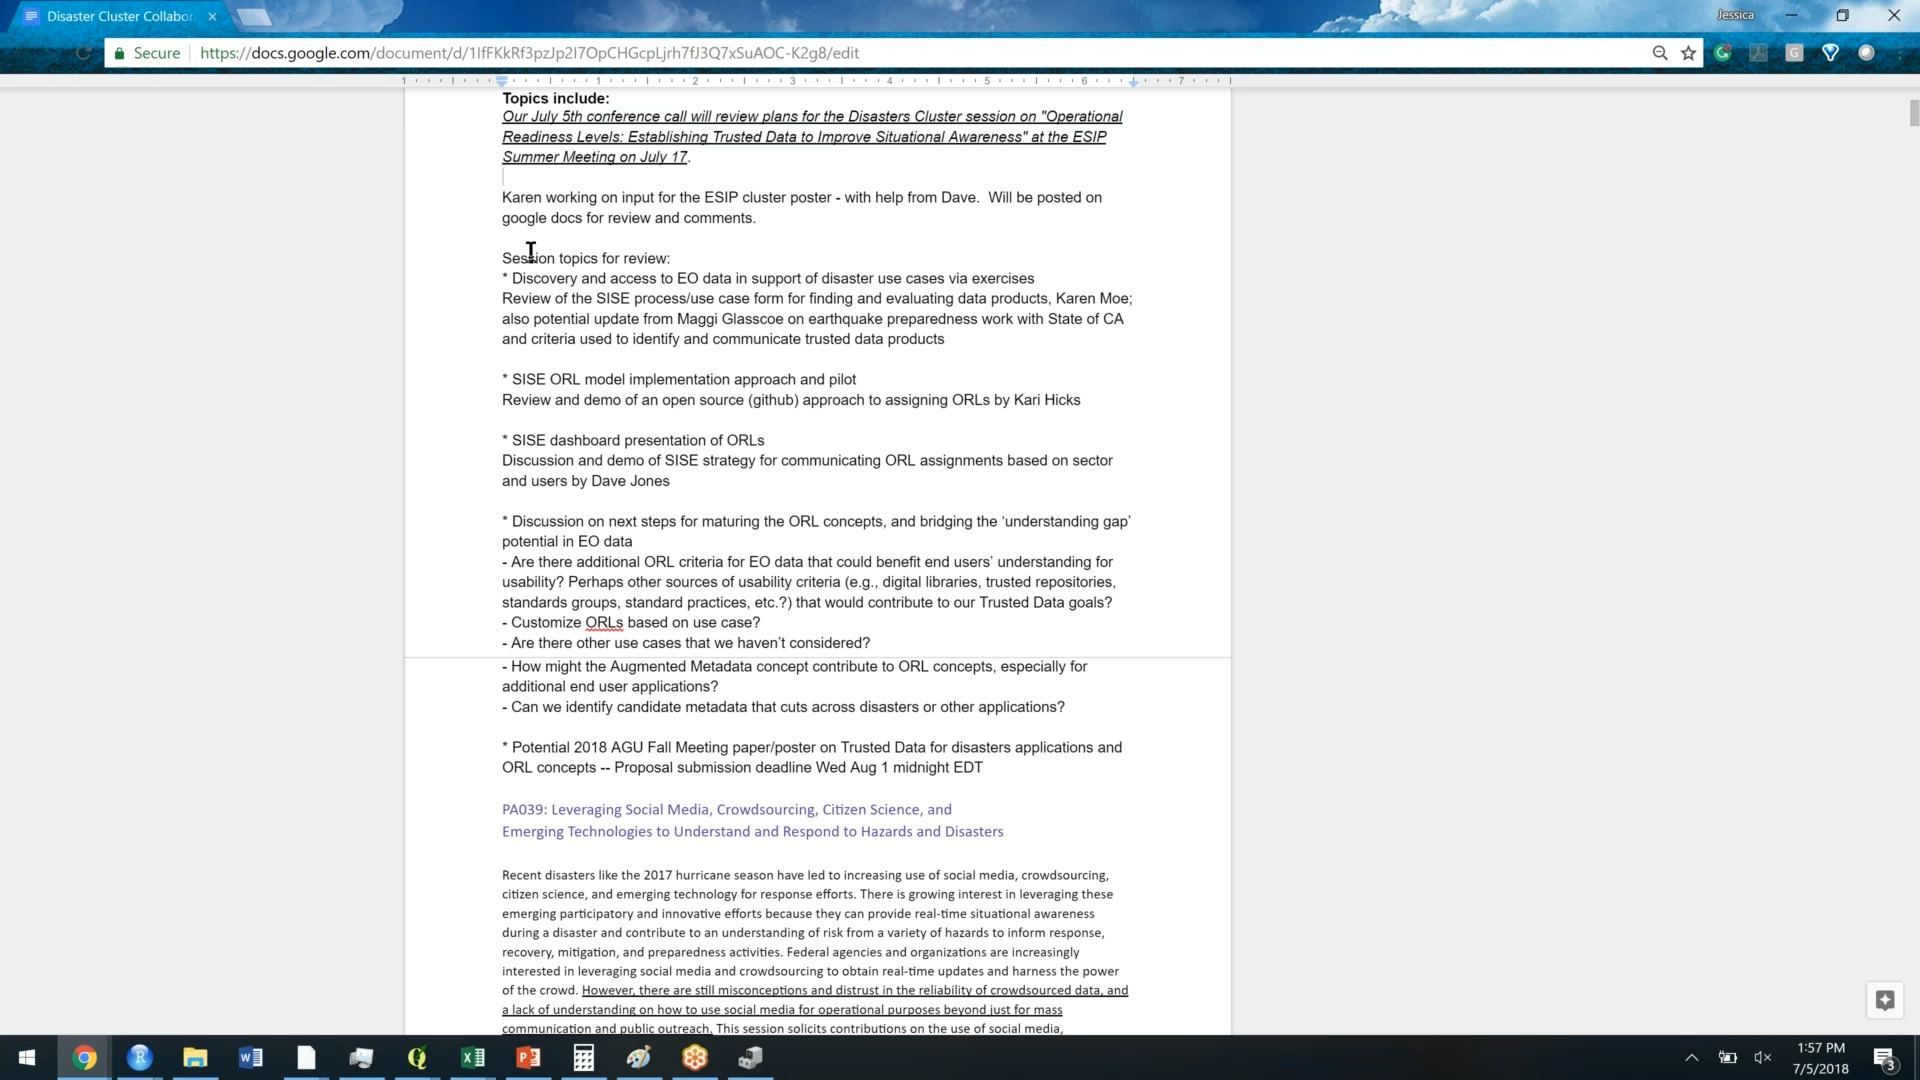 Disaster Cluster Collabor
Jessica
Secure
https://docs.google.com/document/d/1IfFKkRf3pzJp2I7OpCHGcpLjrh7fJ3Q7xSuAOC-K2g8/edit
1 1 2 3 4 5 6 7
Topics include:
Our July 5th conference call will review plans for the Disasters Cluster session on "Operational
Readiness Levels: Establishing Trusted Data to Improve Situational Awareness" at the ESIP
Summer Meeting on July 17.
Karen working on input for the ESIP cluster poster - with help from Dave. Will be posted on
google docs for review and comments.
Session topics for review:
* Discovery and access to EO data in support of disaster use cases via exercises
Review of the SISE process/use case form for finding and evaluating data products, Karen Moe;
also potential update from Maggi Glasscoe on earthquake preparedness work with State of CA
and criteria used to identify and communicate trusted data products
* SISE ORL model implementation approach and pilot
Review and demo of an open source (github) approach to assigning ORLs by Kari Hicks
* SISE dashboard presentation of ORLs
Discussion and demo of SISE strategy for communicating ORL assignments based on sector
and users by Dave Jones
* Discussion on next steps for maturing the ORL concepts, and bridging the ‘understanding gap’
potential in EO data
- Are there additional ORL criteria for EO data that could benefit end users’ understanding for
usability? Perhaps other sources of usability criteria (e.g., digital libraries, trusted repositories,
standards groups, standard practices, etc.?) that would contribute to our Trusted Data goals?
- Customize ORLs based on use case?
- Are there other use cases that we haven’t considered?
- How might the Augmented Metadata concept contribute to ORL concepts, especially for
additional end user applications?
- Can we identify candidate metadata that cuts across disasters or other applications?
* Potential 2018 AGU Fall Meeting paper/poster on Trusted Data for disasters applications and
ORL concepts -- Proposal submission deadline Wed Aug 1 midnight EDT
PA039: Leveraging Social Media, Crowdsourcing, Citizen Science, and
Emerging Technologies to Understand and Respond to Hazards and Disasters
Recent disasters like the 2017 hurricane season have led to increasing use of social media, crowdsourcing,
citizen science, and emerging technology for response efforts. There is growing interest in leveraging these
emerging participatory and innovative efforts because they can provide real-time situational awareness
during a disaster and contribute to an understanding of risk from a variety of hazards to inform response,
recovery, mitigation, and preparedness activities. Federal agencies and organizations are increasingly
interested in leveraging social media and crowdsourcing to obtain real-time updates and harness the power
of the crowd. However, there are still misconceptions and distrust in the reliability of crowdsourced data, and
a lack of understanding on how to use social media for operational purposes beyond just for mass
communication and public outreach. This session solicits contributions on the use of social media,
1:57 PM
7/5/2018
3